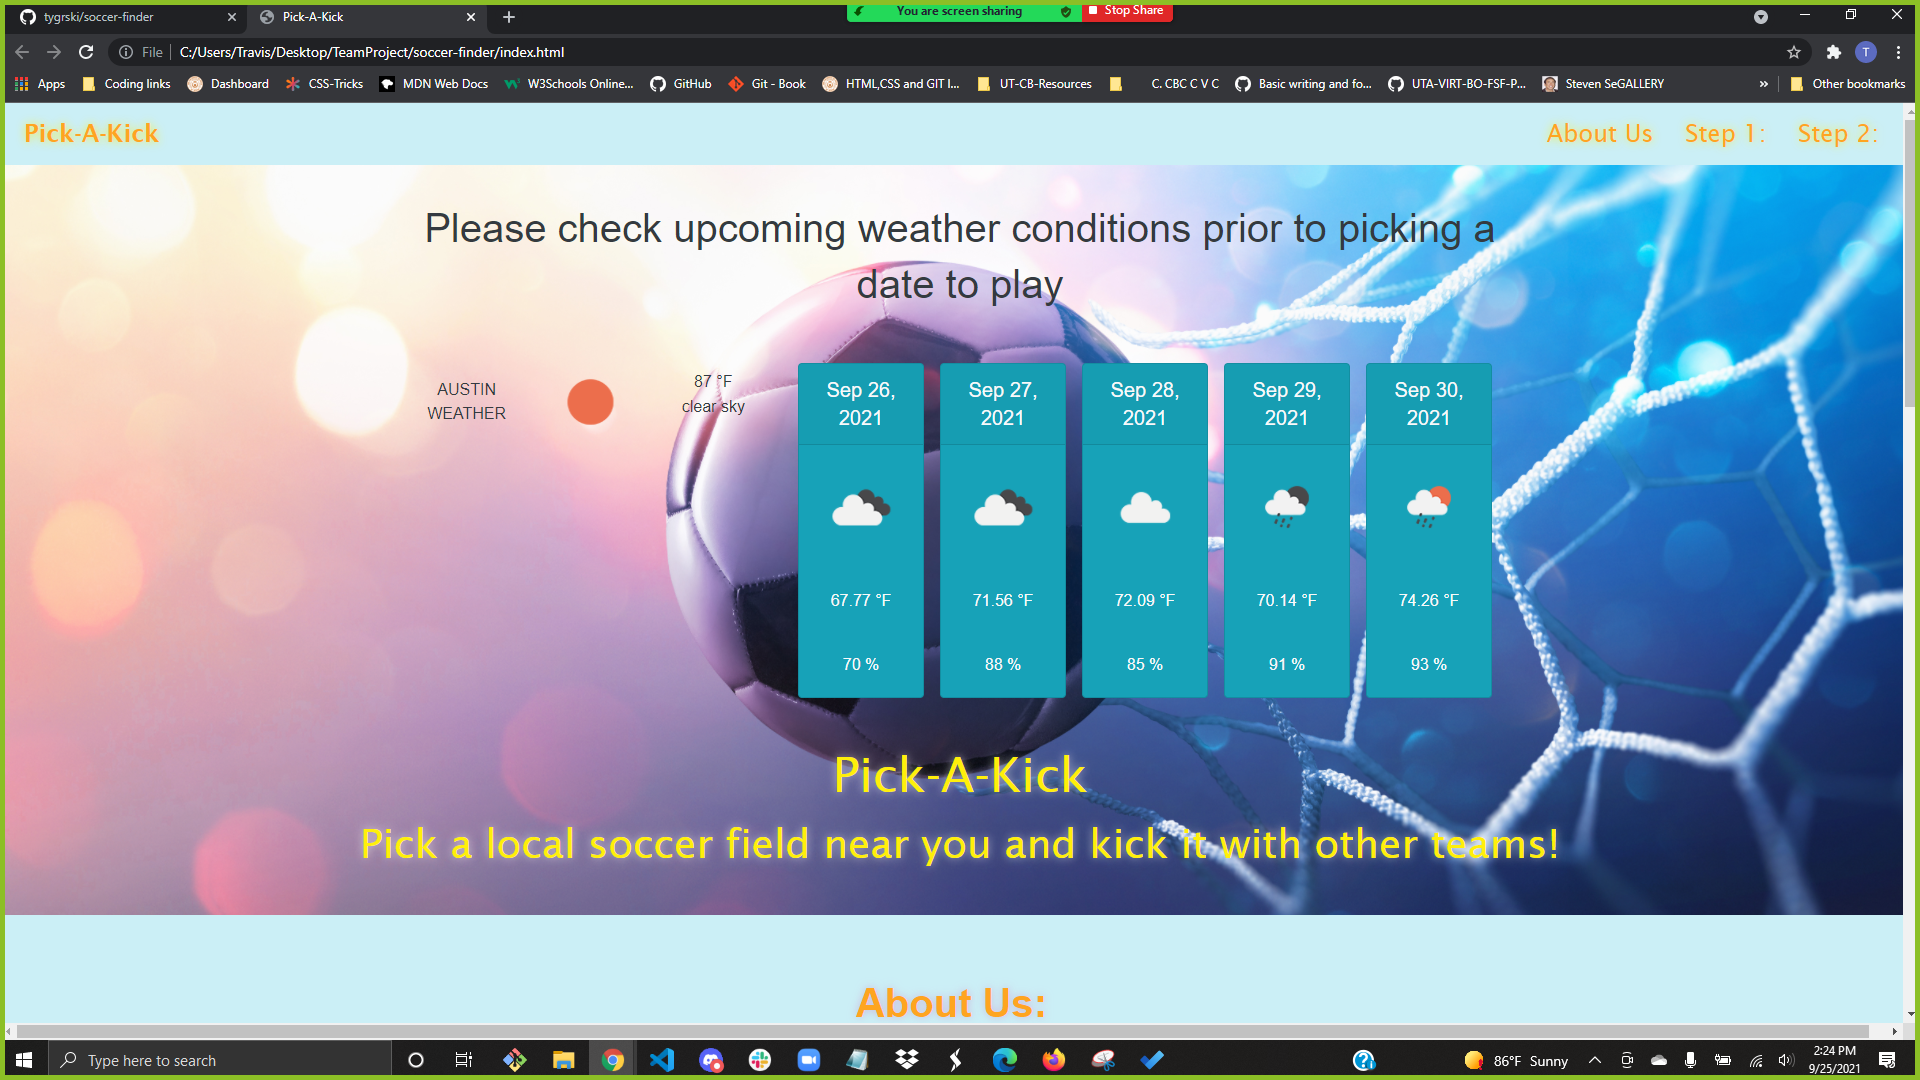 tygrski/soccer-finder
Pick-A-Kick
You are screen sharing
Stop Share
File
C:/Users/Travis/Desktop/TeamProject/soccer-finder/index.html
T
Apps
Coding links
Dashboard
CSS-Tricks
MDN Web Docs
W3Schools Online...
GitHub
Git - Book
HTML,CSS and GIT I...
UT-CB-Resources
C. CBC C V C
Basic writing and fo...
UTA-VIRT-BO-FSF-P...
Steven SeGALLERY
»
Other bookmarks
Pick-A-Kick
About Us
Step 1:
Step 2:
Please check upcoming weather conditions prior to picking a
date to play
AUSTIN
WEATHER
87 °F
clear sky
Sep 26,
2021
67.77 °F
70 %
Sep 27,
2021
71.56 °F
88 %
Sep 28,
2021
72.09 °F
85 %
Sep 29,
2021
70.14 °F
91 %
Sep 30,
2021
74.26 °F
93 %
Pick-A-Kick
Pick a local soccer field near you and kick it with other teams!
About Us:
Type here to search
86°F Sunny
2:24 PM
9/25/2021